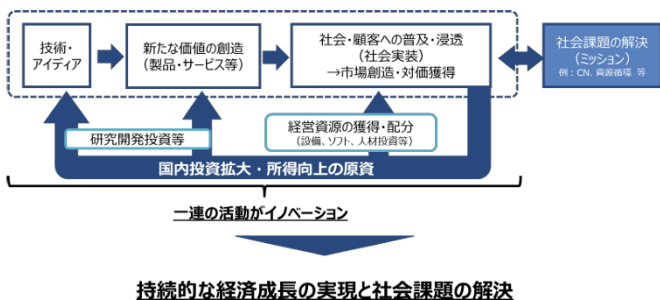 技術・
アイディア
新たな価値の創造
（製品・サービス等）
社会・顧客への普及・浸透
（社会実装）
→市場創造・対価獲得
社会課題の解決
（ミッション）
例：CN、資源循環 等
研究開発投資等
経営資源の獲得・配分
（設備、ソフト、人材投資等）
国内投資拡大・所得向上の原資
一連の活動がイノベーション
持続的な経済成長の実現と社会課題の解決